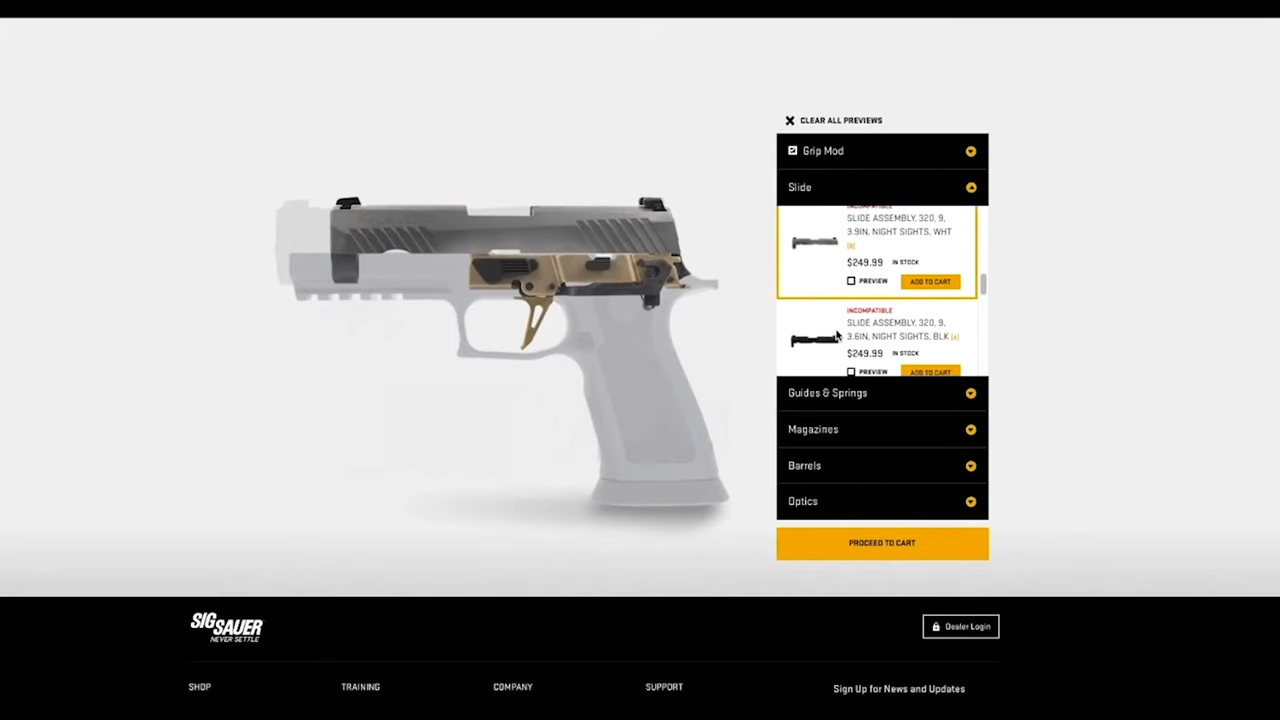 CLEAR ALL PREVIEWS
Grip Mod
Slide
INCOMPATIBLE
SLIDE ASSEMBLY, 320, 9,
3.9IN, NIGHT SIGHTS, WHT
[B]
$249.99 IN STOCK
PREVIEW ADD TO CART
INCOMPATIBLE
SLIDE ASSEMBLY, 320, 9,
3.6IN, NIGHT SIGHTS, BLK [A]
$249.99 IN STOCK
PREVIEW ADD TO CART
Guides & Springs
Magazines
Barrels
Optics
PROCEED TO CART
SIG SAUER
NEVER SETTLE
Dealer Login
SHOP TRAINING COMPANY SUPPORT Sign Up for News and Updates